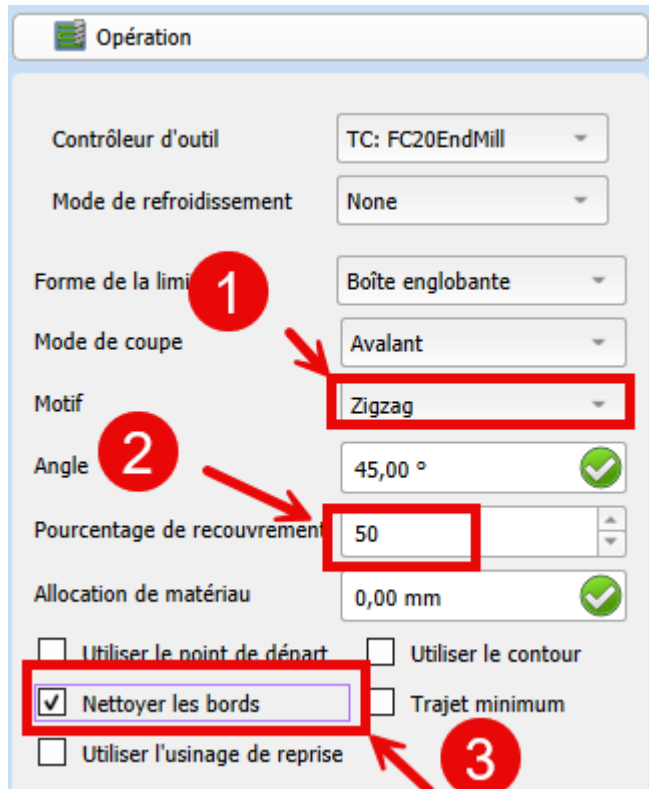 Opération
Contrôleur d'outil TC: FC20EndMill
Mode de refroidissement None
Forme de la limi Boîte englobante
1
Mode de coupe Avalant
Motif Zigzag
Angle 45,00 °
2
Pourcentage de recouvrement 50
Allocation de matériau 0,00 mm
Utiliser le point de départ Utiliser le contour
Nettoyer les bords Trajet minimum
Utiliser l'usinage de reprise
3